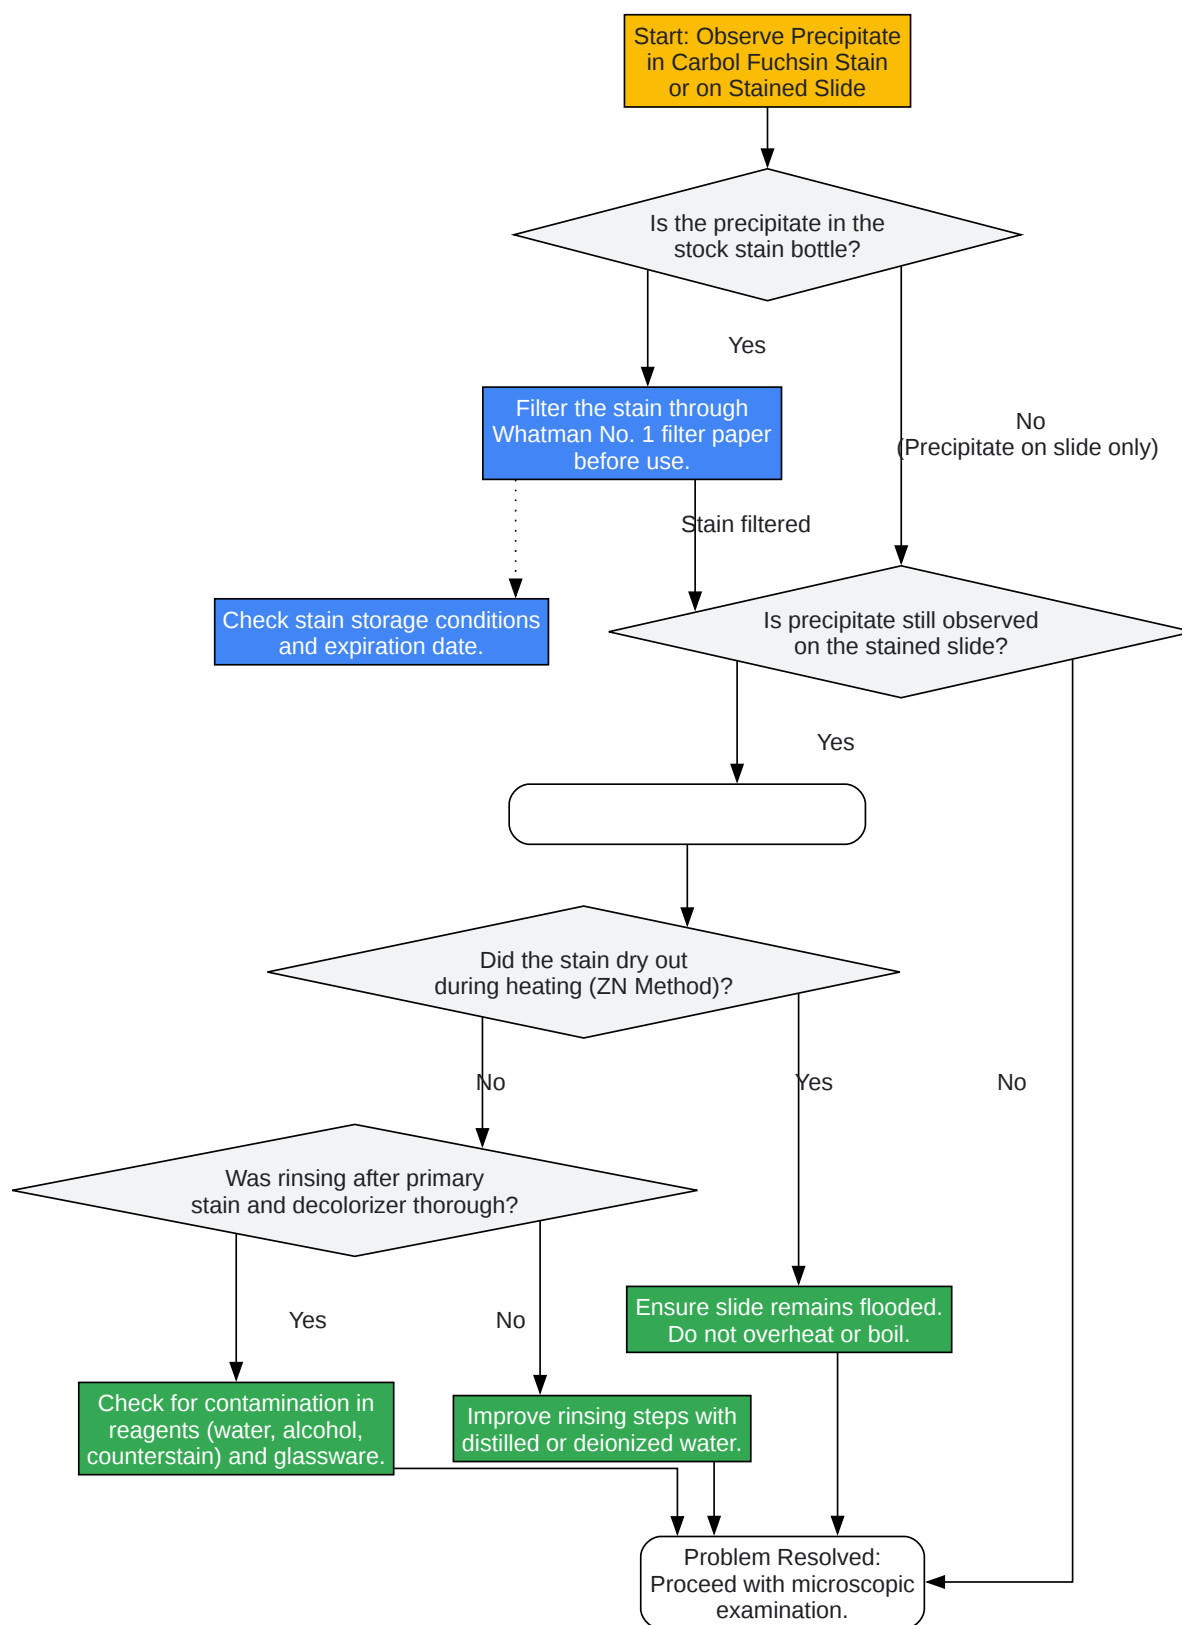 Start: Observe Precipitate
in Carbol Fuchsin Stain
or on Stained Slide
Is the precipitate in the
stock stain bottle?
Yes
No
(Precipitate on slide only)
Filter the stain through
Whatman No. 1 filter paper
before use.
Stain filtered
Check stain storage conditions
and expiration date.
Is precipitate still observed
on the stained slide?
Yes
Did the stain dry out
during heating (ZN Method)?
No
Yes
No
Was rinsing after primary
stain and decolorizer thorough?
Yes
No
Ensure slide remains flooded.
Do not overheat or boil.
Check for contamination in
reagents (water, alcohol,
counterstain) and glassware.
Improve rinsing steps with
distilled or deionized water.
Problem Resolved:
Proceed with microscopic
examination.